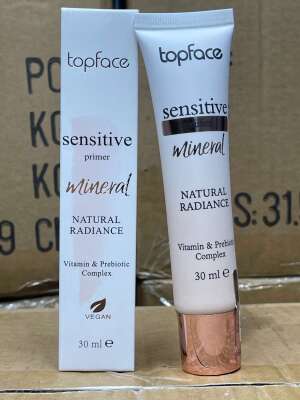 topface
sensitive
primer
mineral
NATURAL
RADIANCE
Vitamin & Prebiotic
Complex
VEGAN
30 ml e
topface
sensitive
mineral
NATURAL
RADIANCE
Vitamin & Prebiotic
Complex
30 ml e